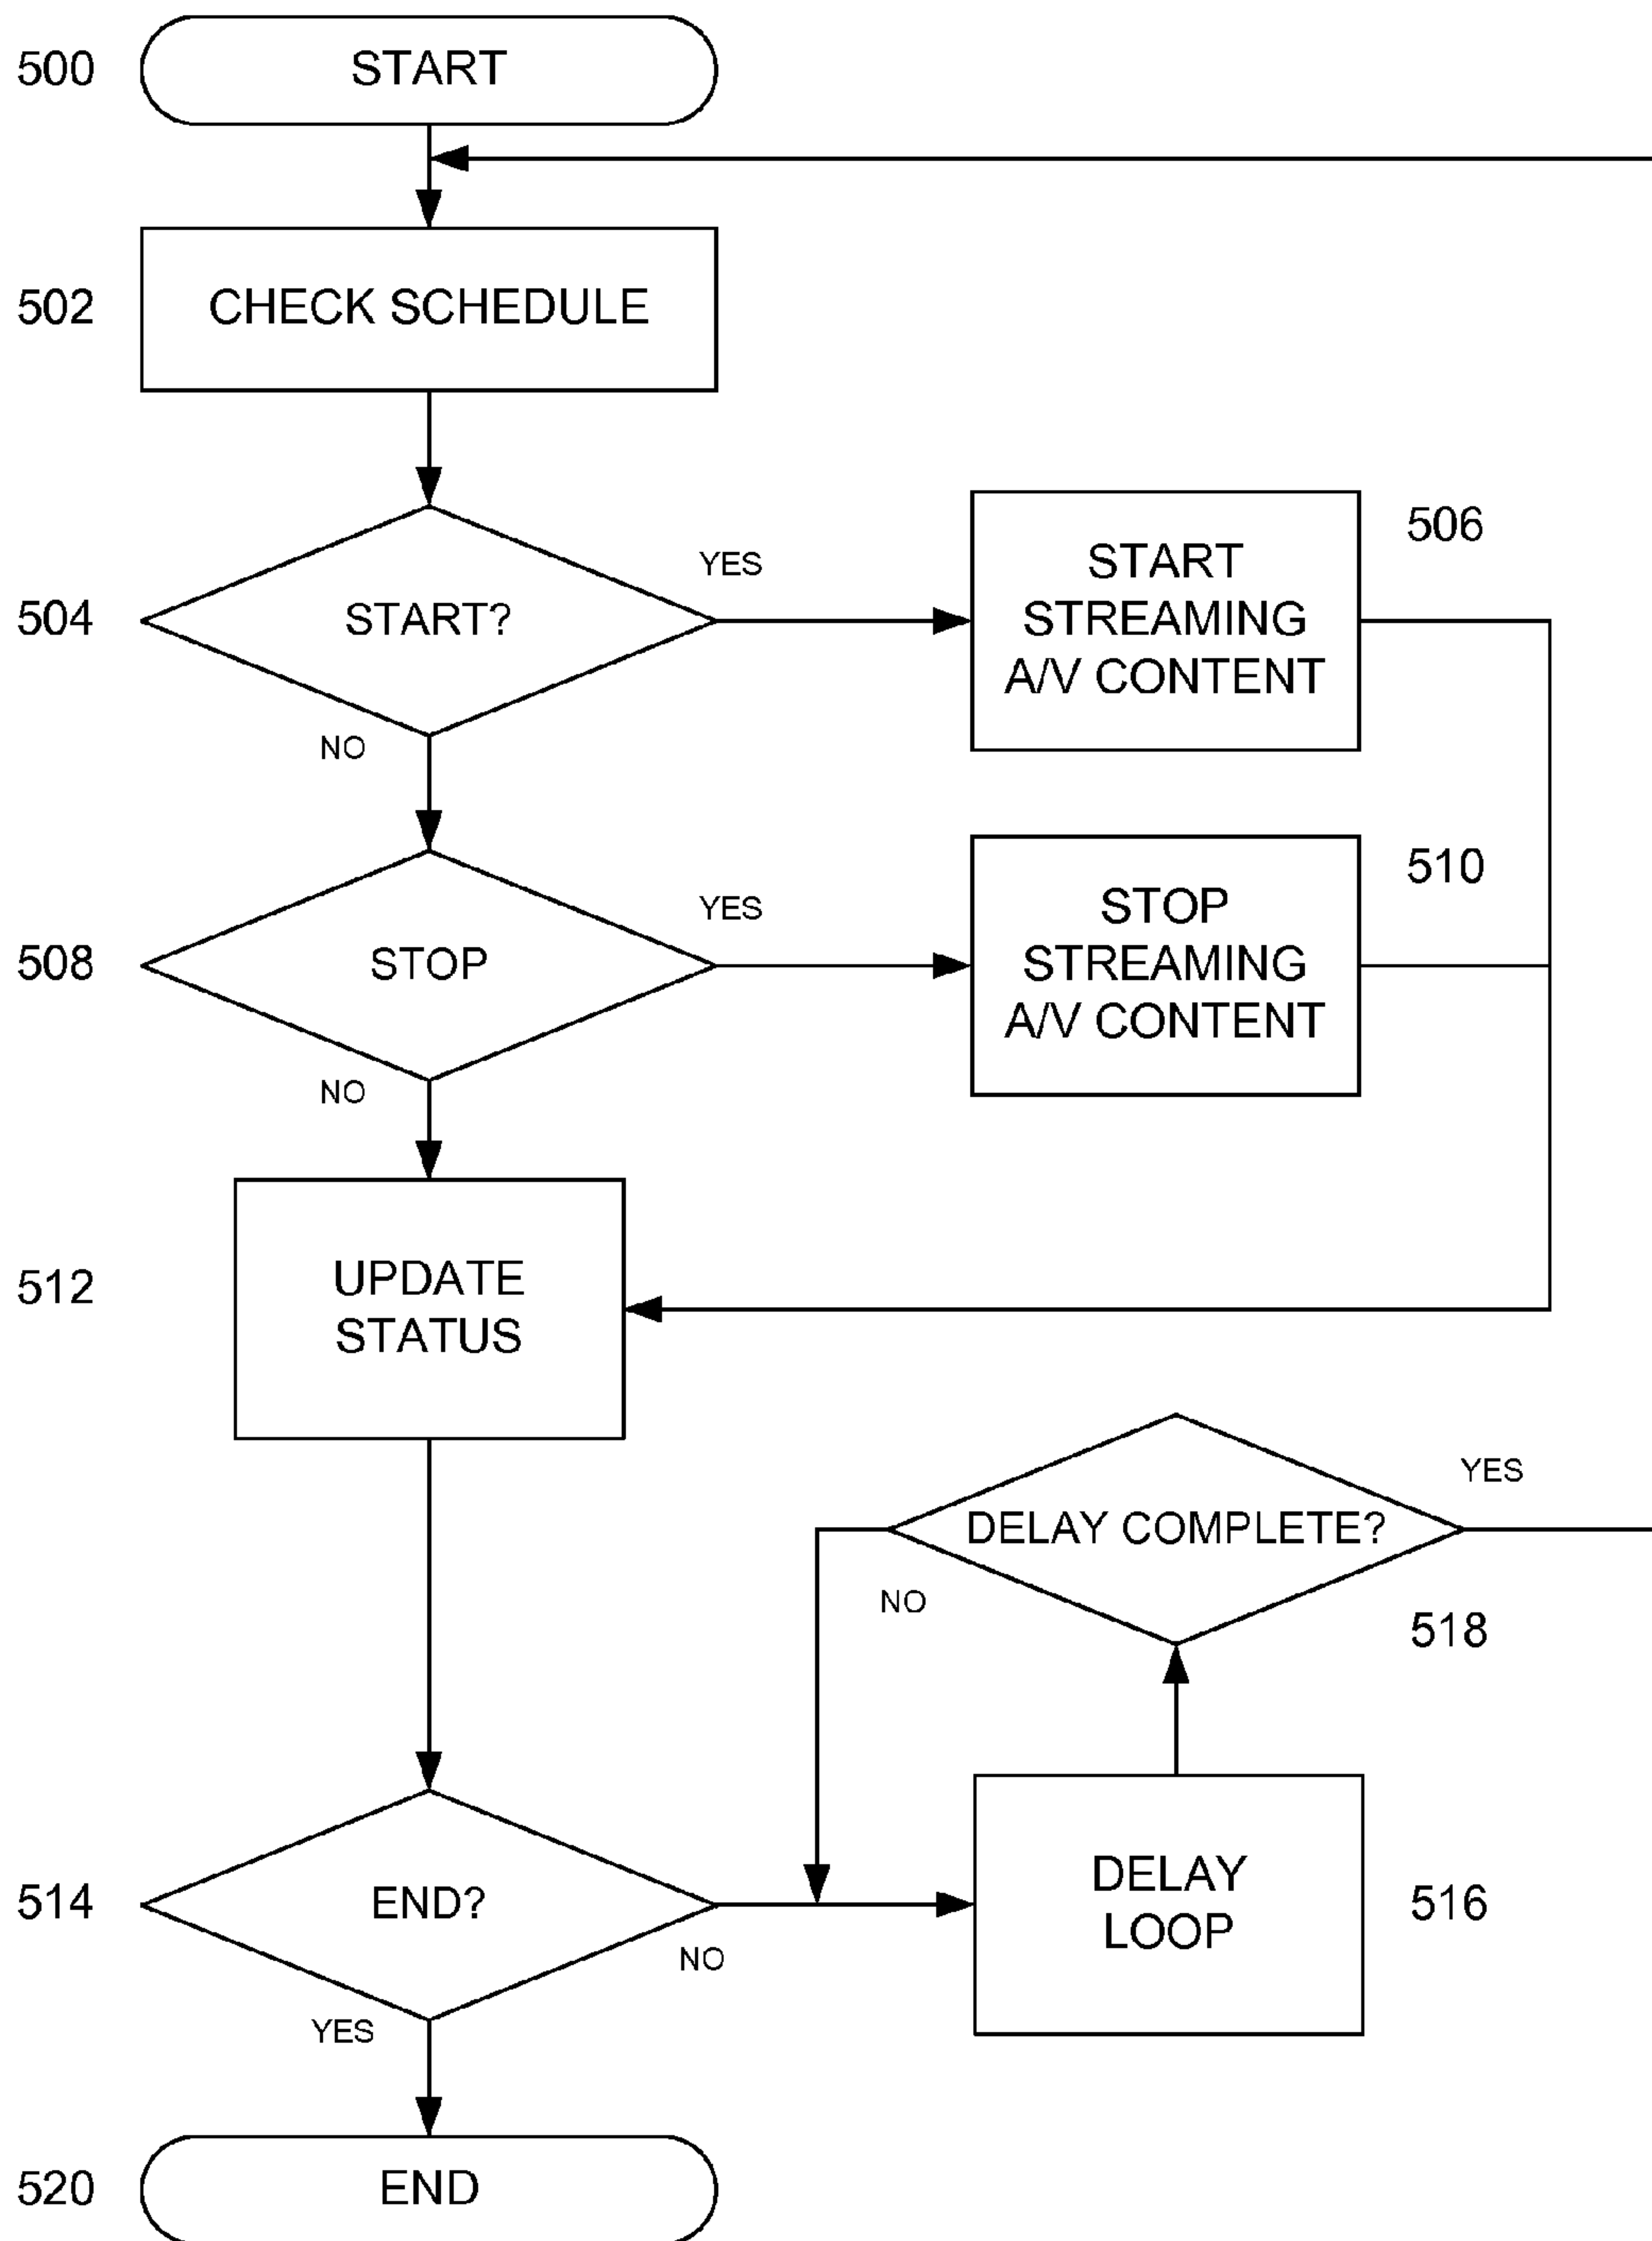 500
START
502
CHECK SCHEDULE
504
START?
YES
NO
START
STREAMING
A/V CONTENT
506
508
STOP
YES
NO
STOP
STREAMING
A/V CONTENT
510
512
UPDATE
STATUS
DELAY COMPLETE?
YES
NO
518
514
END?
NO
YES
DELAY
LOOP
516
520
END